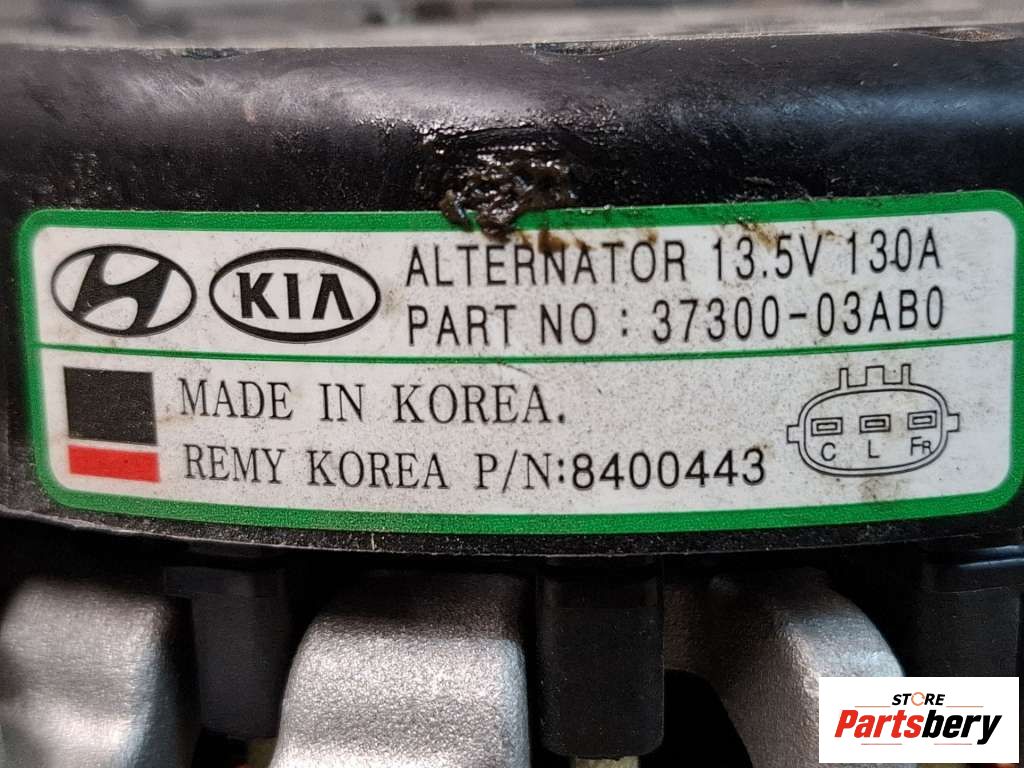 KIA
ALTERNATOR 13.5V 130A
PART NO : 37300-03AB0
MADE IN KOREA.
REMY KOREA P/N:8400443
C L FR
STORE
Partsbery